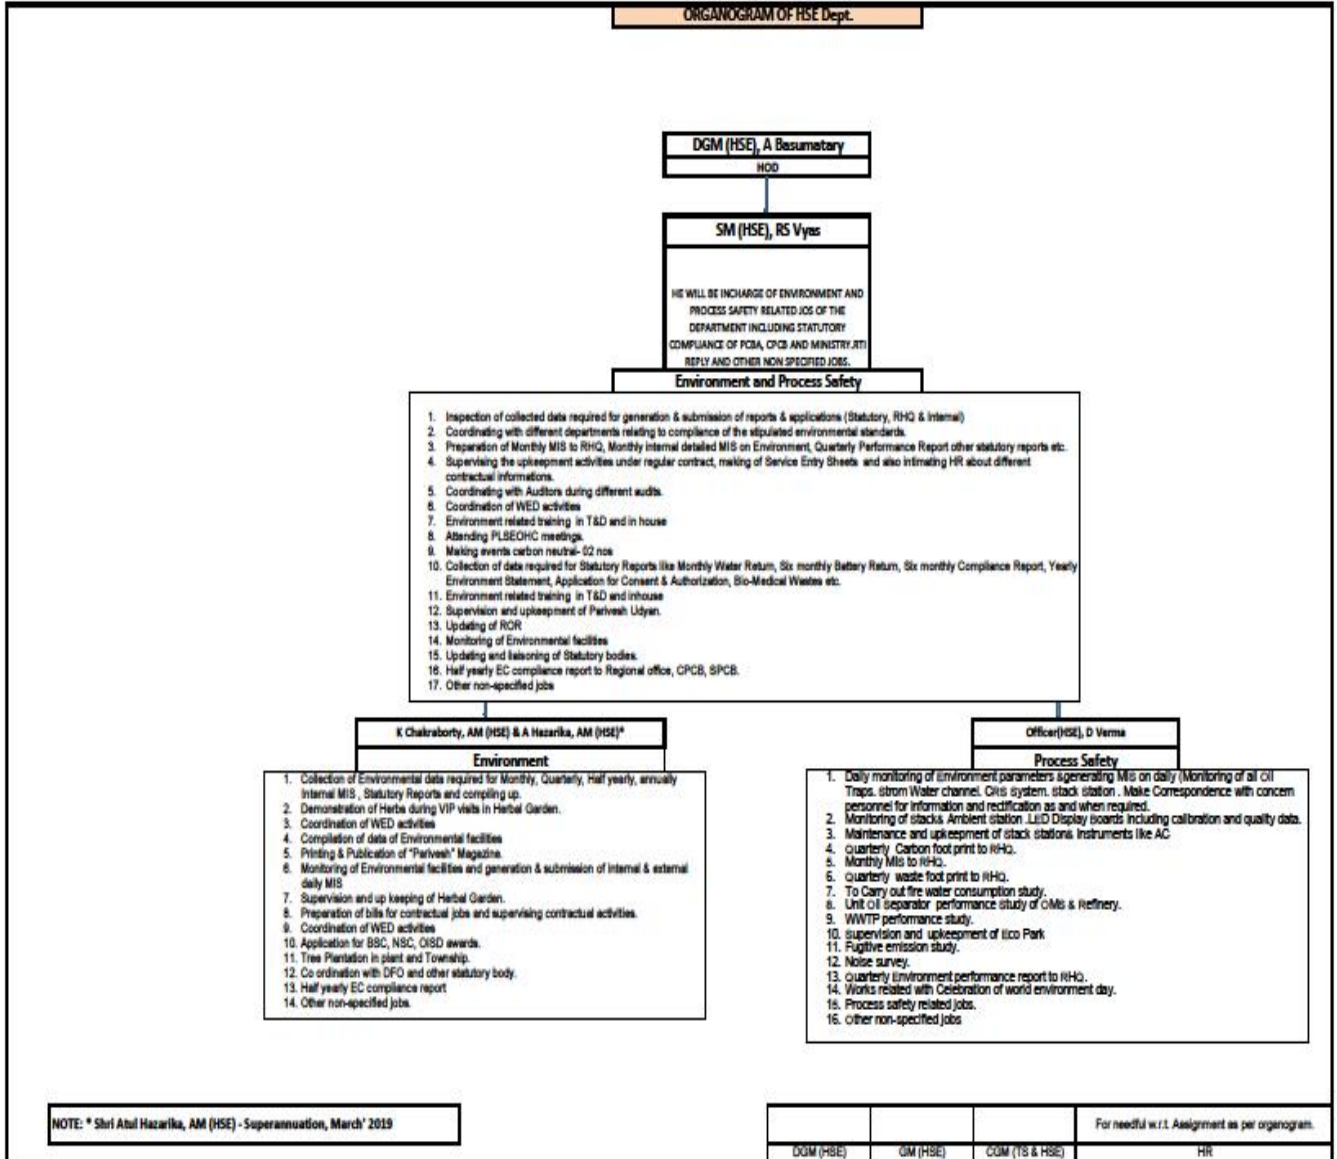 ORGANOGRAM OF HSE Dept.
DGM (HSE), A Basumatary
HOD
SM (HSE), RS Vyas
HE WILL BE INCHARGE OF ENVIRONMENT AND
PROCESS SAFETY RELATED JOS OF THE
DEPARTMENT INCLUDING STATUTORY
COMPLIANCE OF PCBA, CPCB AND MINISTRY.RTI
REPLY AND OTHER NON SPECIFIED JOBS.
Environment and Process Safety
1. Inspection of collected data required for generation & submission of reports & applications (Statutory, RHQ & Internal)
2. Coordinating with different departments relating to compliance of the stipulated environmental standards.
3. Preparation of Monthly MIS to RHQ, Monthly internal detailed MIS on Environment, Quarterly Performance Report other statutory reports etc.
4. Supervising the upkeepment activities under regular contract, making of Service Entry Sheets and also intimating HR about different
contractual informations.
5. Coordinating with Auditors during different audits.
6. Coordination of WED activities
7. Environment related training in T&D and in house
8. Attending PLSEOHC meetings.
9. Making events carbon neutral- 02 nos
10. Collection of data required for Statutory Reports like Monthly Water Return, Six monthly Battery Return, Six monthly Compliance Report, Yearly
Environment Statement, Application for Consent & Authorization, Bio-Medical Wastes etc.
11. Environment related training in T&D and inhouse
12. Supervision and upkeepment of Parivesh Udyan.
13. Updating of ROR
14. Monitoring of Environmental facilities
15. Updating and liasoning of Statutory bodies.
16. Half yearly EC compliance report to Regional office, CPCB, SPCB.
17. Other non-specified jobs
K Chakraborty, AM (HSE) & A Hazarika, AM (HSE)*
Environment
1. Collection of Environmental data required for Monthly, Quarterly, Half yearly, annually
Internal MIS , Statutory Reports and compiling up.
2. Demonstration of Herbs during VIP visits in Herbal Garden.
3. Coordination of WED activities
4. Compilation of data of Environmental facilities
5. Printing & Publication of "Parivesh" Magazine.
6. Monitoring of Environmental facilities and generation & submission of internal & external
daily MIS
7. Supervision and up keeping of Herbal Garden.
8. Preparation of bills for contractual jobs and supervising contractual activities.
9. Coordination of WED activities
10. Application for BSC, NSC, OISD awards.
11. Tree Plantation in plant and Township.
12. Co ordination with DFO and other statutory body.
13. Half yearly EC compliance report
14. Other non-specified jobs.
Officer(HSE), D Verma
Process Safety
1. Daily monitoring of Environment parameters &generating MIS on daily (Monitoring of all Oil
Traps, strom Water channel, CRS System, stack station . Make Correspondence with concern
personnel for information and rectification as and when required.
2. Monitoring of stacks Ambient station .LED Display Boards including calibration and quality data.
3. Maintenance and upkeepment of stack stations Instruments like AC
4. Quarterly Carbon foot print to RHQ.
5. Monthly MIS to RHQ.
6. Quarterly waste foot print to RHQ.
7. To Carry out fire water consumption study.
8. Unit Oil Separator performance Study of OMS & Refinery.
9. WWTP performance study.
10. Supervision and upkeepment of Eco Park
11. Fugitive emission study.
12. Noise survey.
13. Quarterly Environment performance report to RHQ.
14. Works related with Celebration of world environment day.
15. Process safety related jobs.
16. Other non-specified jobs
NOTE: * Shri Atul Hazarika, AM (HSE) - Superannuation, March' 2019
For needful w.r.t. Assignment as per organogram.
DGM (HSE) GM (HSE) CGM (TS & HSE) HR